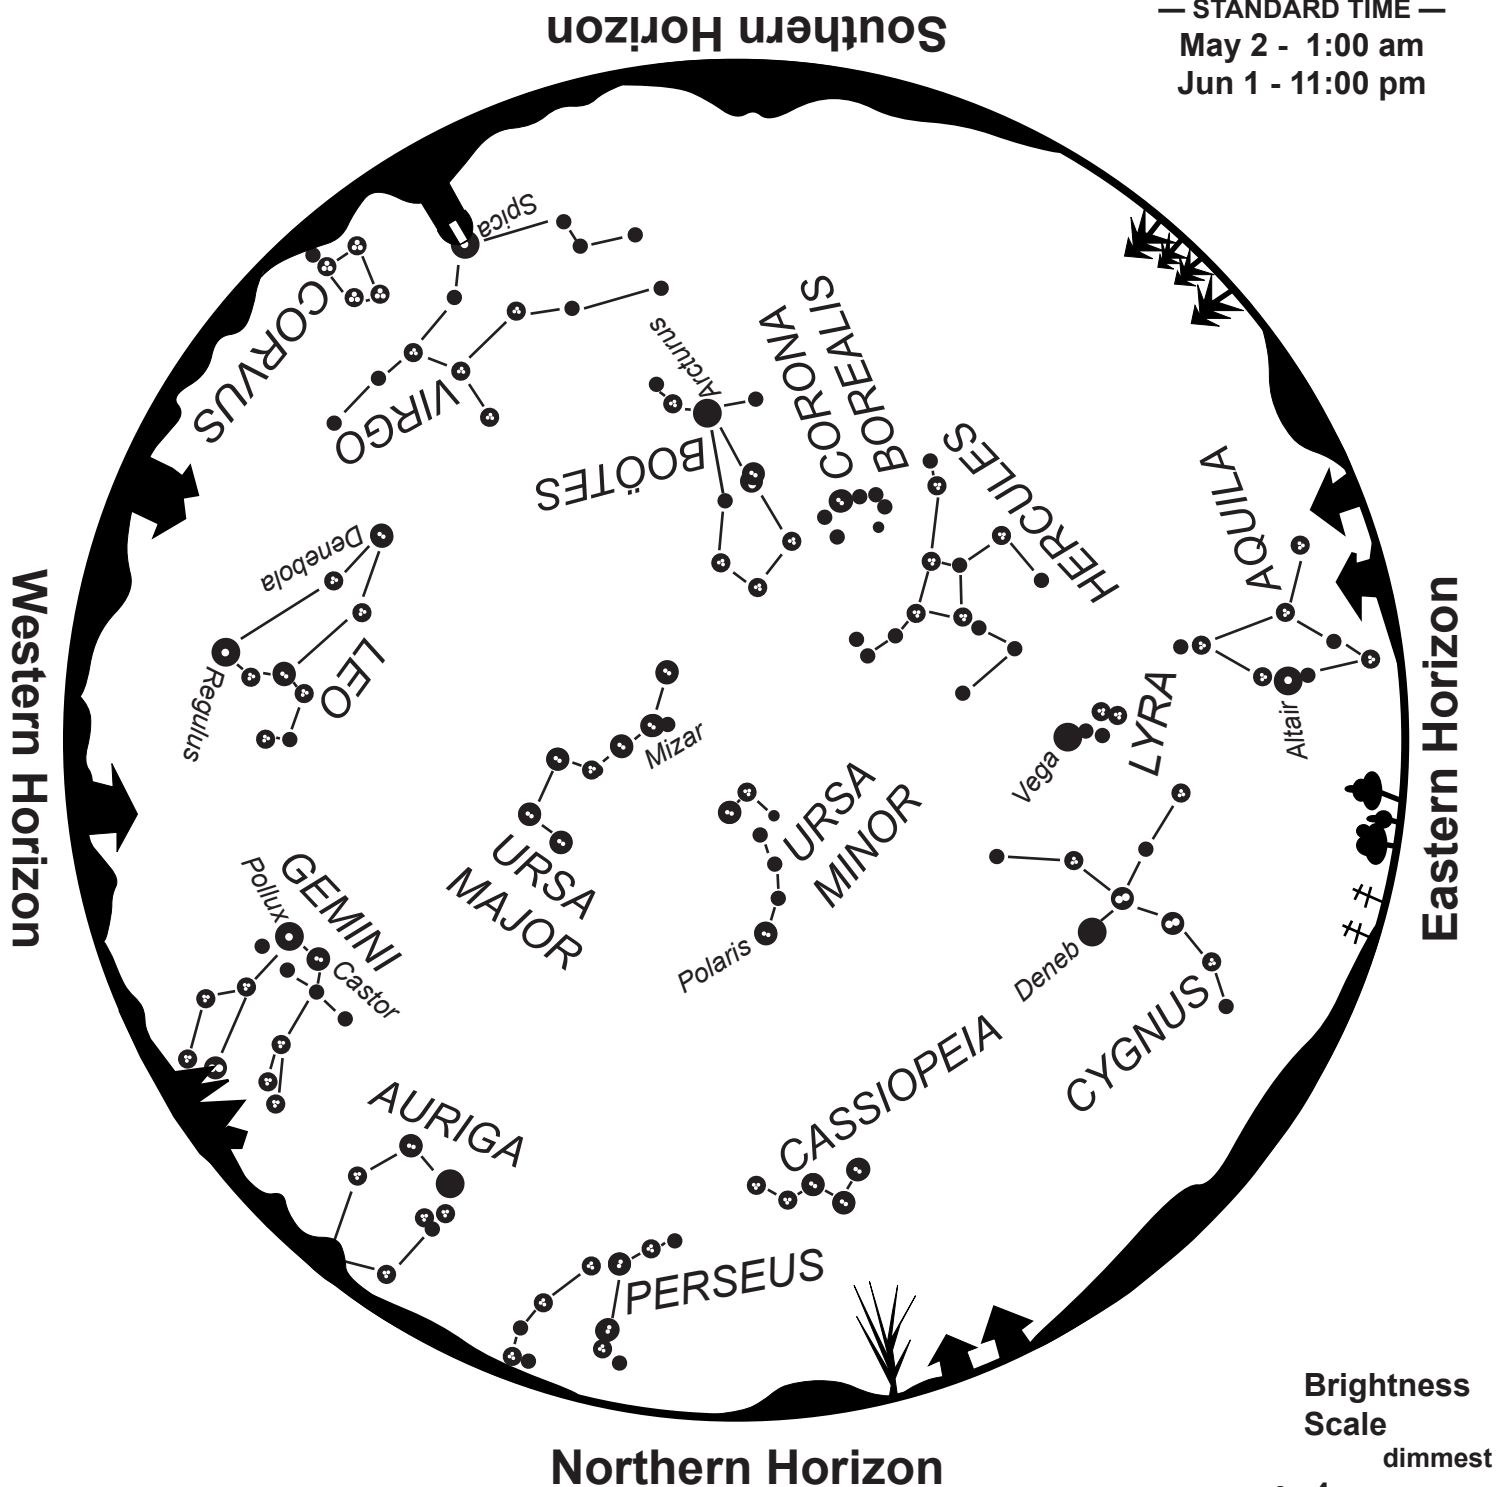 Southern Horizon
— STANDARD TIME —
May 2 - 1:00 am
Jun 1 - 11:00 pm
Spica
CORVUS
VIRGO
Arcturus
BOÖTES
CORONA
BOREALIS
HERCULES
AQUILA
Altair
Denebola
LEO
Regulus
Western Horizon
Eastern Horizon
Mizar
URSA
MAJOR
URSA
MINOR
Polaris
Vega
LYRA
GEMINI
Pollux
Castor
Deneb
CYGNUS
CASSIOPEIA
AURIGA
PERSEUS
Northern Horizon
Brightness
Scale
dimmest